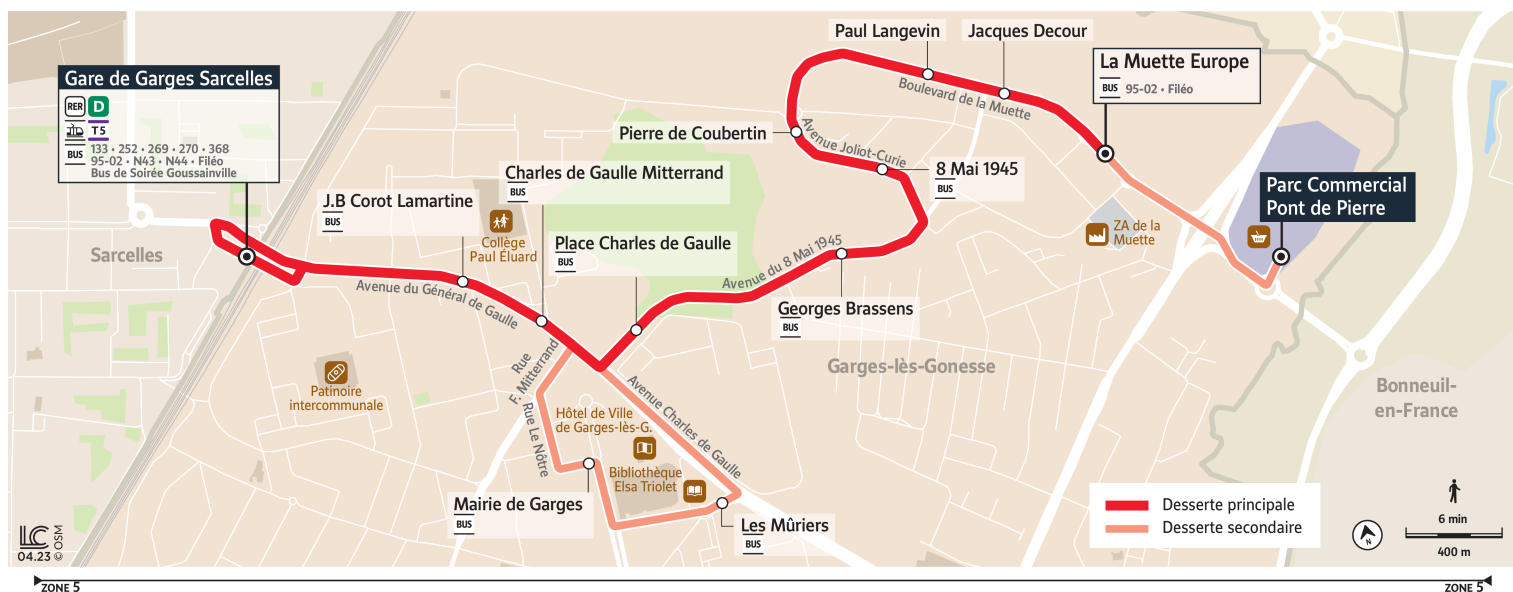 Gare de Garges Sarcelles
RER D
T5
BUS
133 • 252 • 269 • 270 • 368
95-02 • N43 • N44 • Filéo
Bus de Soirée Goussainville
Sarcelles
J.B Corot Lamartine
BUS
Avenue du Général de Gaulle
Charles de Gaulle Mitterrand
BUS
Collège
Paul Éluard
Place Charles de Gaulle
BUS
Patinoire
intercommunale
Rue
F. Mitterrand
Rue Le Nôtre
Hôtel de Ville
de Garges-lès-G.
Bibliothèque
Elsa Triolet
Avenue Charles de Gaulle
Mairie de Garges
BUS
Les Mûriers
BUS
Avenue du 8 Mai 1945
Georges Brassens
BUS
8 Mai 1945
BUS
Avenue Joliot-Curie
Pierre de Coubertin
Paul Langevin
Jacques Decour
Boulevard de la Muette
La Muette Europe
BUS
95-02 • Filéo
ZA de la
Muette
Parc Commercial
Pont de Pierre
Garges-lès-Gonesse
Bonneuil-
en-France
Desserte principale
Desserte secondaire
N
6 min
400 m
LC
04.23
© OSM
ZONE 5
ZONE 5